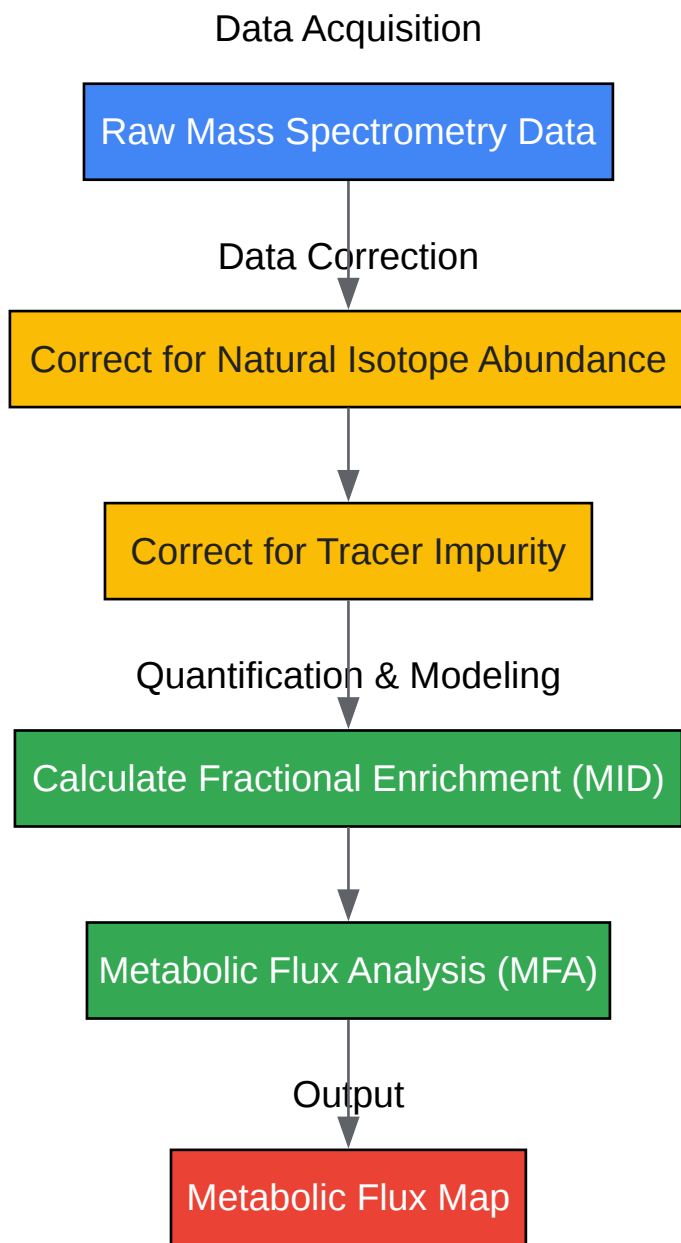 Data Acquisition
Raw Mass Spectrometry Data
Data Correction
Correct for Natural Isotope Abundance
Correct for Tracer Impurity
Quantification & Modeling
Calculate Fractional Enrichment (MID)
Metabolic Flux Analysis (MFA)
Output
Metabolic Flux Map